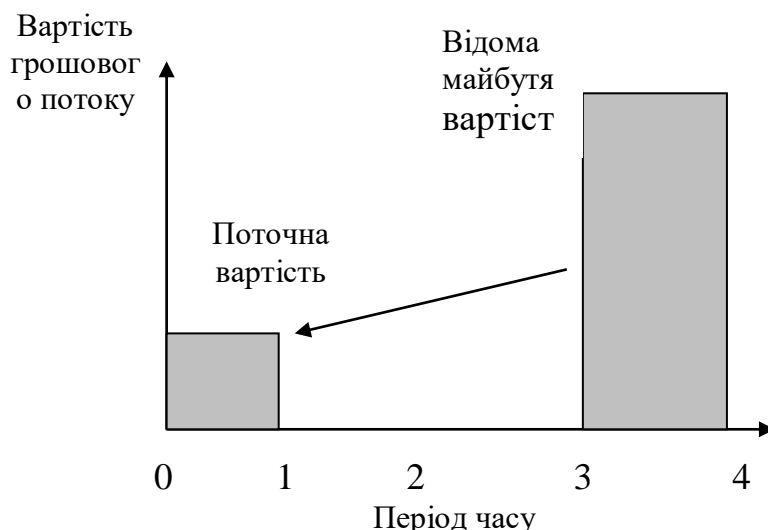 Вартість
грошовог
о потоку
Відома
майбутя
вартіст
Поточна
вартість
0 1 2 3 4
Період часу